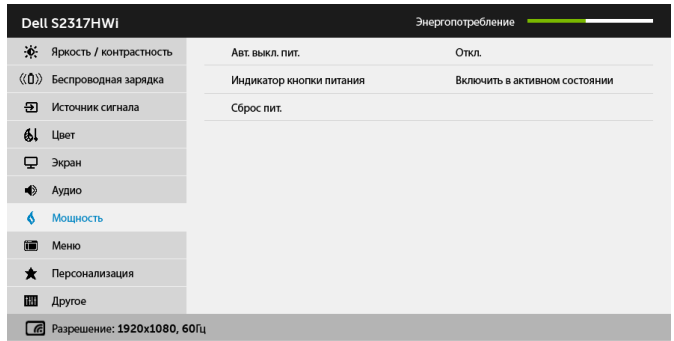 Dell S2317HWi Энергопотребление
Яркость / контрастность Авт. выкл. пит. Откл.
Беспроводная зарядка Индикатор кнопки питания Включить в активном состоянии
Источник сигнала Сброс пит.
Цвет
Экран
Аудио
Мощность
Меню
Персонализация
Другое
Разрешение: 1920x1080, 60Гц